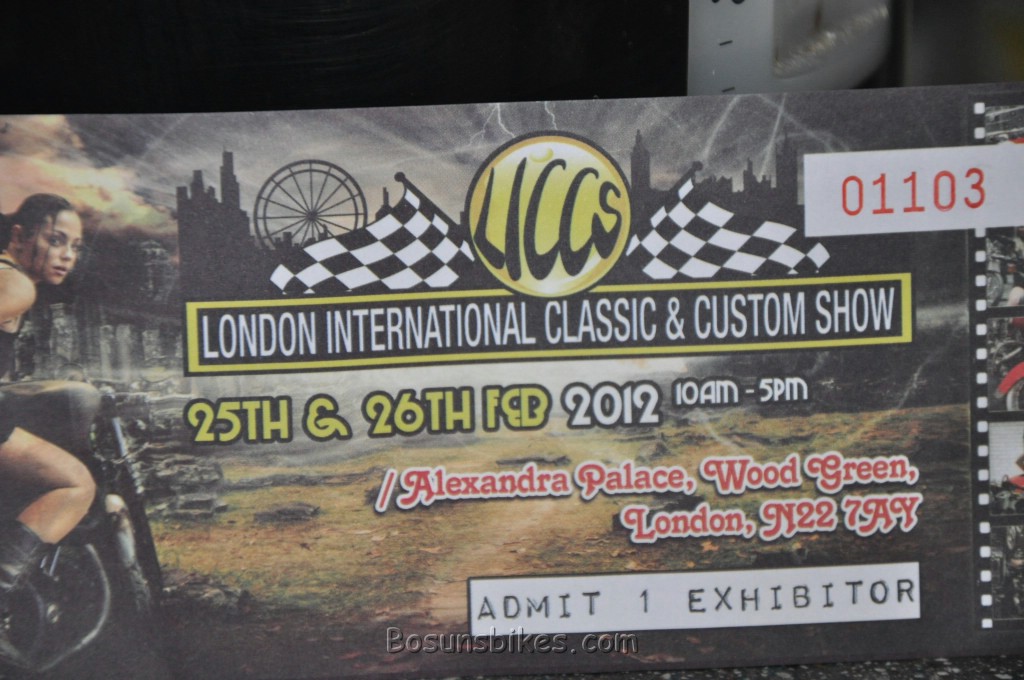 LICCS
01103
LONDON INTERNATIONAL CLASSIC & CUSTOM SHOW
25TH & 26TH FEB 2012 10AM - 5PM
/Alexandra Palace, Wood Green,
London, N22 7AY
ADMIT 1 EXHIBITOR
Bosunsbikes.com